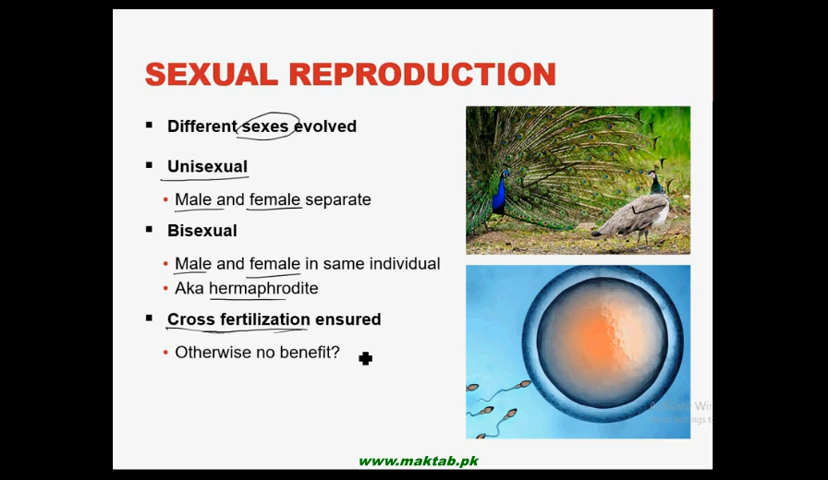 SEXUAL REPRODUCTION
Different sexes evolved
Unisexual
Male and female separate
Bisexual
Male and female in same individual
Aka hermaphrodite
Cross fertilization ensured
Otherwise no benefit?
www.maktab.pk